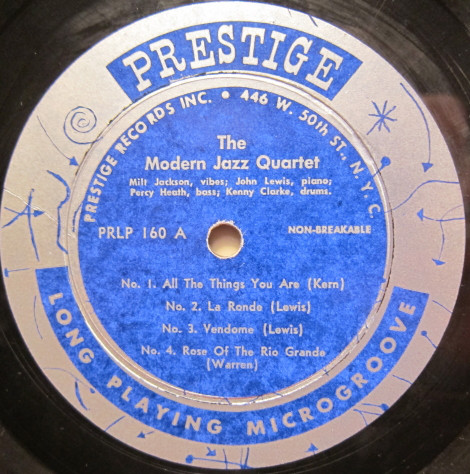 PRESTIGE
PRESTIGE RECORDS INC. • 446 W. 50th ST., N.Y.C.
The
Modern Jazz Quartet
Milt Jackson, vibes; John Lewis, piano;
Percy Heath, bass; Kenny Clarke, drums.
PRLP 160 A
NON-BREAKABLE
No. 1. All The Things You Are (Kern)
No. 2. La Ronde (Lewis)
No. 3. Vendome (Lewis)
No. 4. Rose Of The Rio Grande
(Warren)
LONG PLAYING MICROGROOVE